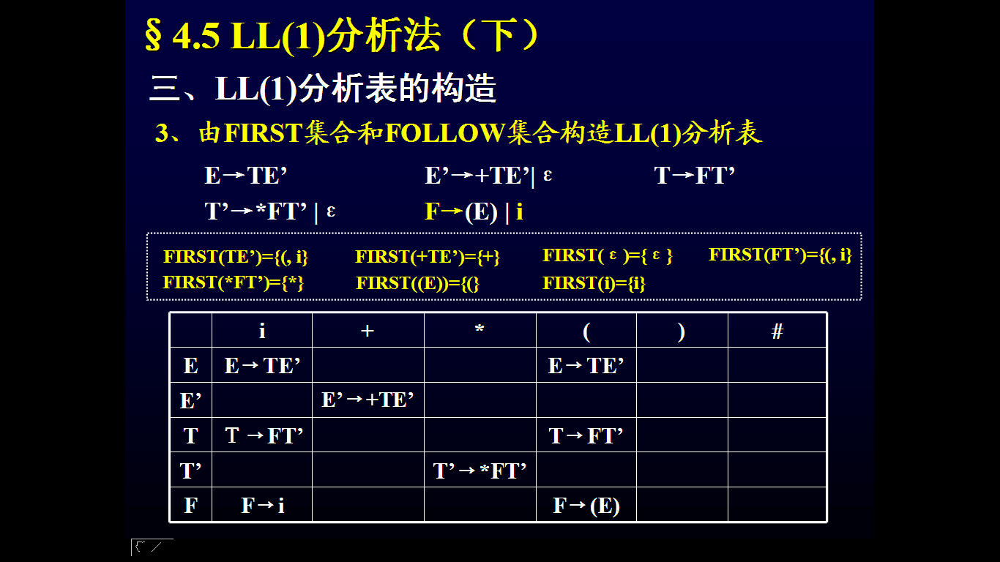 § 4.5 LL(1)分析法（下）
三、LL(1)分析表的构造
3、由FIRST集合和FOLLOW集合构造LL(1)分析表
E→TE’ E’→+TE’| ε T→FT’
T’→*FT’ | ε F→(E) | i
FIRST(TE’)={(, i} FIRST(+TE’)={+} FIRST( ε )={ ε } FIRST(FT’)={(, i}
FIRST(*FT’)={*} FIRST((E))={(} FIRST(i)={i}
i + * ( ) #
E E→TE’ E→TE’
E’ E’→+TE’
T T→FT’ T→FT’
T’ T’→*FT’
F F→i F→(E)